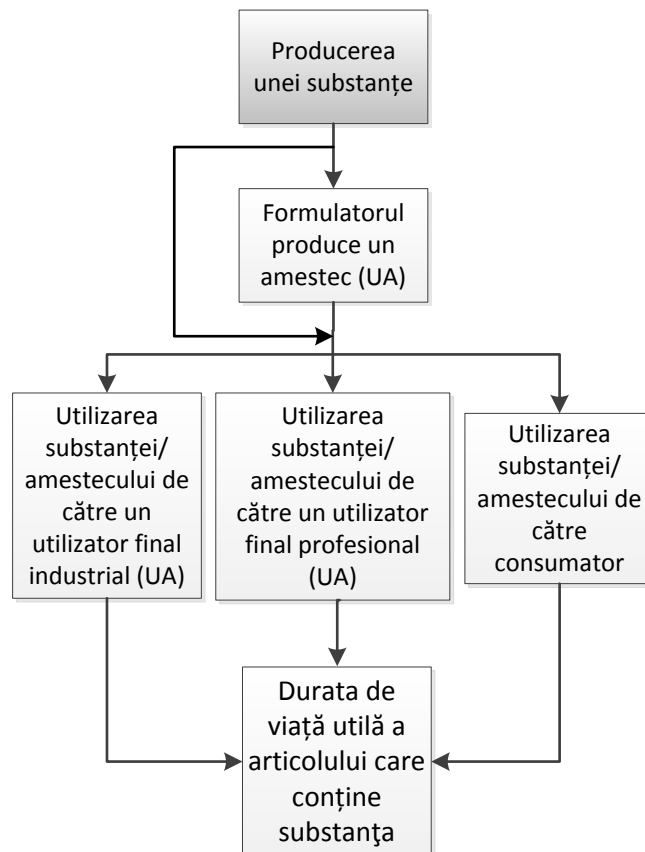 Producerea
unei substanțe
Formulatorul
produce un
amestec (UA)
Utilizarea
substanței/
amestecului de
către un
utilizator final
industrial (UA)
Utilizarea
substanței/
amestecului de
către un utilizator
final profesional
(UA)
Utilizarea
substanței/
amestecului de
către
consumator
Durata de
viață utilă a
articolului care
conține
substanţa